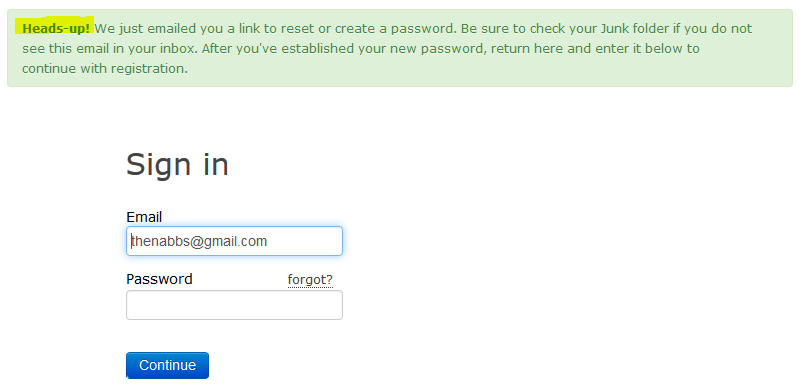 Heads-up! We just emailed you a link to reset or create a password. Be sure to check your Junk folder if you do not
see this email in your inbox. After you've established your new password, return here and enter it below to
continue with registration.
Sign in
Email
thenabbs@gmail.com
Password forgot?
Continue